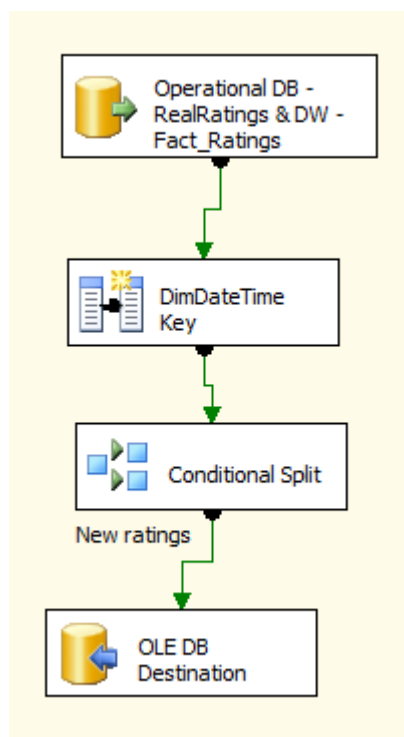 Operational DB -
RealRatings & DW -
Fact_Ratings
DimDateTime
Key
Conditional Split
New ratings
OLE DB
Destination